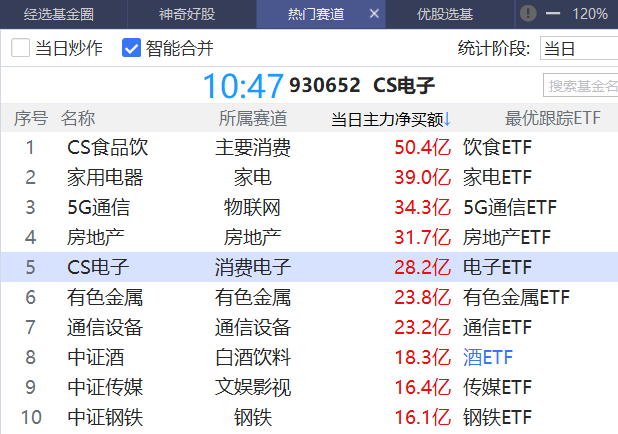 经选基金圈 神奇好股 热门赛道 × 优股选基 ! — 120%
当日炒作 智能合并 统计阶段: 当日
10:47 930652 CS电子 搜索基金名
序号 名称 所属赛道 当日主力净买额↓ 最优跟踪ETF
1 CS食品饮 主要消费 50.4亿 饮食ETF
2 家用电器 家电 39.0亿 家电ETF
3 5G通信 物联网 34.3亿 5G通信ETF
4 房地产 房地产 31.7亿 房地产ETF
5 CS电子 消费电子 28.2亿 电子ETF
6 有色金属 有色金属 23.8亿 有色金属ETF
7 通信设备 通信设备 23.2亿 通信ETF
8 中证酒 白酒饮料 18.3亿 酒ETF
9 中证传媒 文娱影视 16.4亿 传媒ETF
10 中证钢铁 钢铁 16.1亿 钢铁ETF